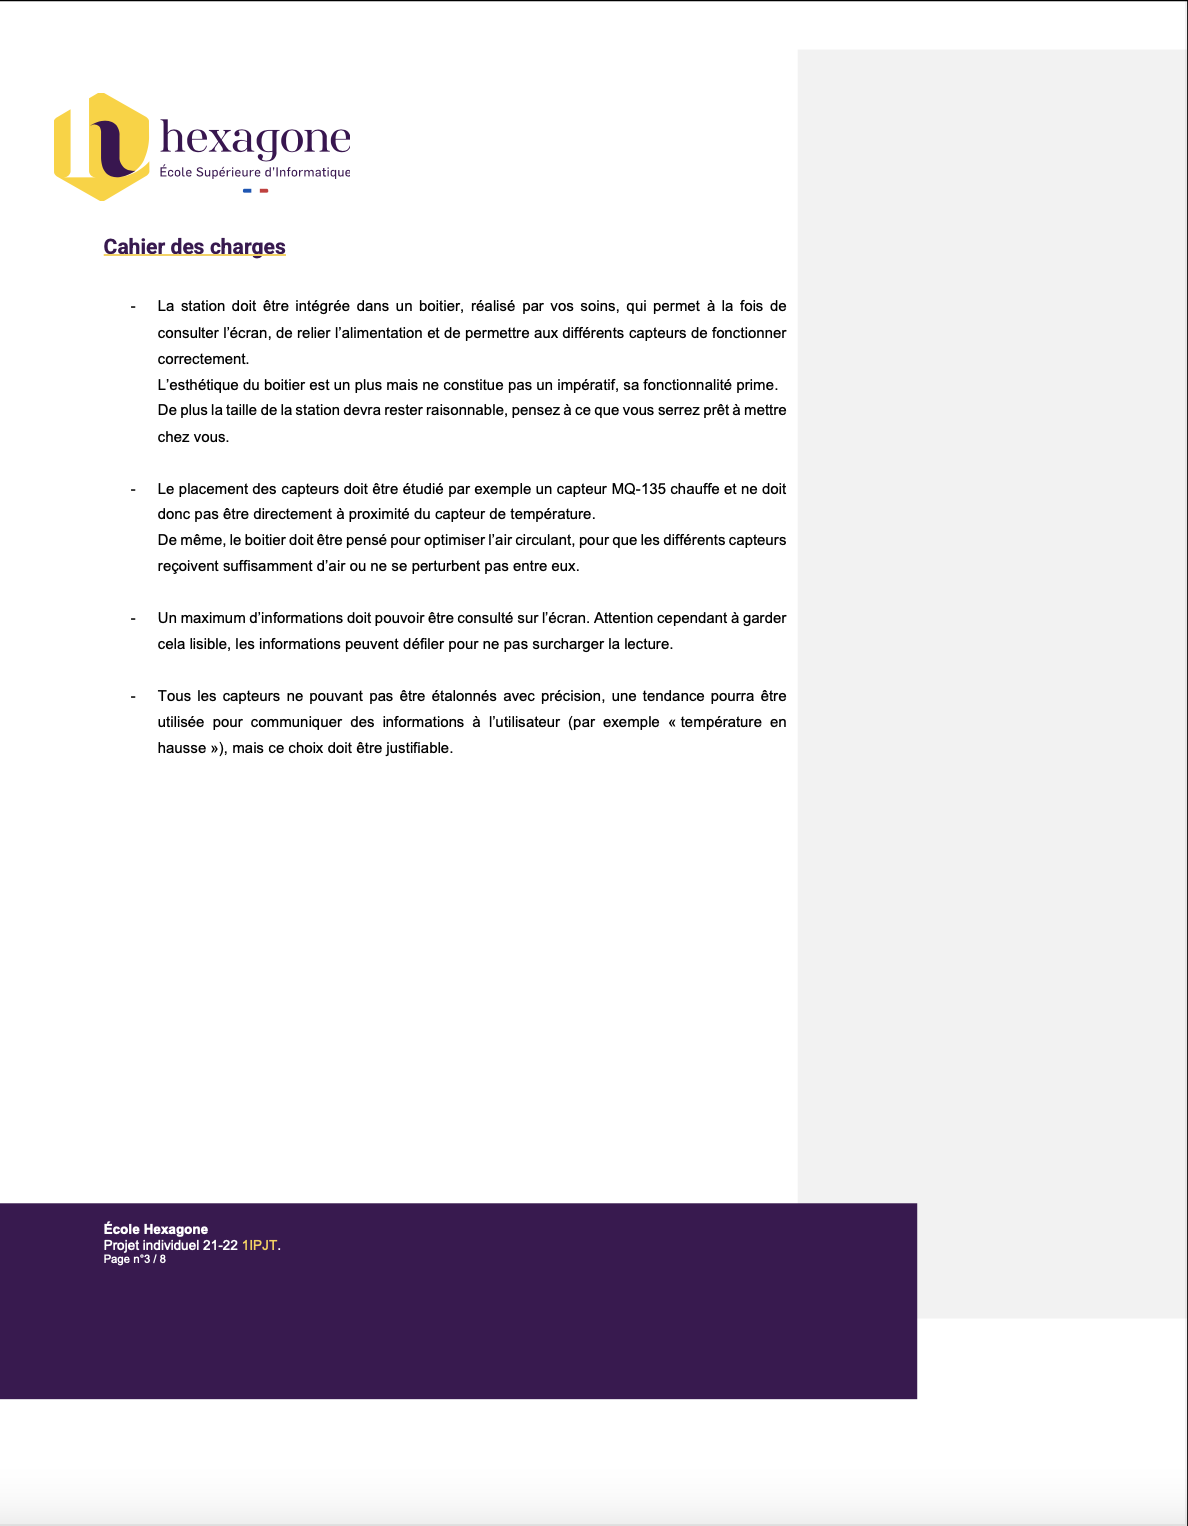 hexagone
École Supérieure d'Informatique
Cahier des charges
- La station doit être intégrée dans un boitier, réalisé par vos soins, qui permet à la fois de
consulter l'écran, de relier l'alimentation et de permettre aux différents capteurs de fonctionner
correctement.
L'esthétique du boitier est un plus mais ne constitue pas un impératif, sa fonctionnalité prime.
De plus la taille de la station devra rester raisonnable, pensez à ce que vous serrez prêt à mettre
chez vous.
- Le placement des capteurs doit être étudié par exemple un capteur MQ-135 chauffe et ne doit
donc pas être directement à proximité du capteur de température.
De même, le boitier doit être pensé pour optimiser l'air circulant, pour que les différents capteurs
reçoivent suffisamment d'air ou ne se perturbent pas entre eux.
- Un maximum d'informations doit pouvoir être consulté sur l'écran. Attention cependant à garder
cela lisible, les informations peuvent défiler pour ne pas surcharger la lecture.
- Tous les capteurs ne pouvant pas être étalonnés avec précision, une tendance pourra être
utilisée pour communiquer des informations à l'utilisateur (par exemple « température en
hausse »), mais ce choix doit être justifiable.
École Hexagone
Projet individuel 21-22 1IPJT.
Page n°3 / 8